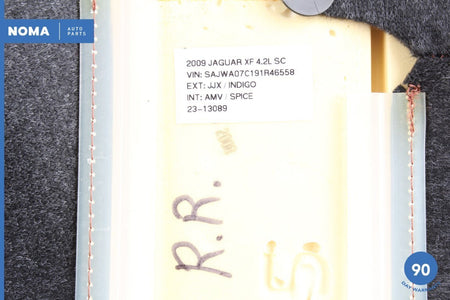 NOMA AUTO
PARTS
2009 JAGUAR XF 4.2L SC
VIN: SAJWA07C191R46558
EXT: JJX / INDIGO
INT: AMV / SPICE
23-13089
R.R.
90